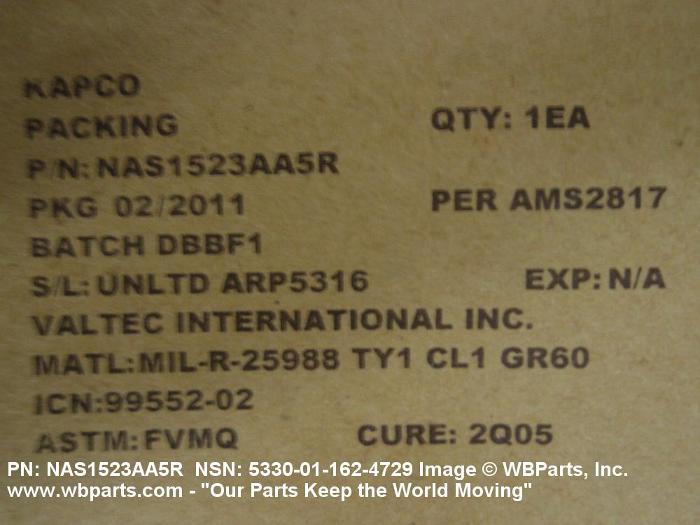 KAPCO
PACKING QTY: 1EA
P/N: NAS1523AA5R
PKG 02/2011 PER AMS2817
BATCH DBBF1
S/L: UNLTD ARP5316 EXP: N/A
VALTEC INTERNATIONAL INC.
MATL:MIL-R-25988 TY1 CL1 GR60
ICN:99552-02
ASTM: FVMQ CURE: 2Q05
PN: NAS1523AA5R NSN: 5330-01-162-4729 Image © WBParts, Inc.
www.wbparts.com - "Our Parts Keep the World Moving"